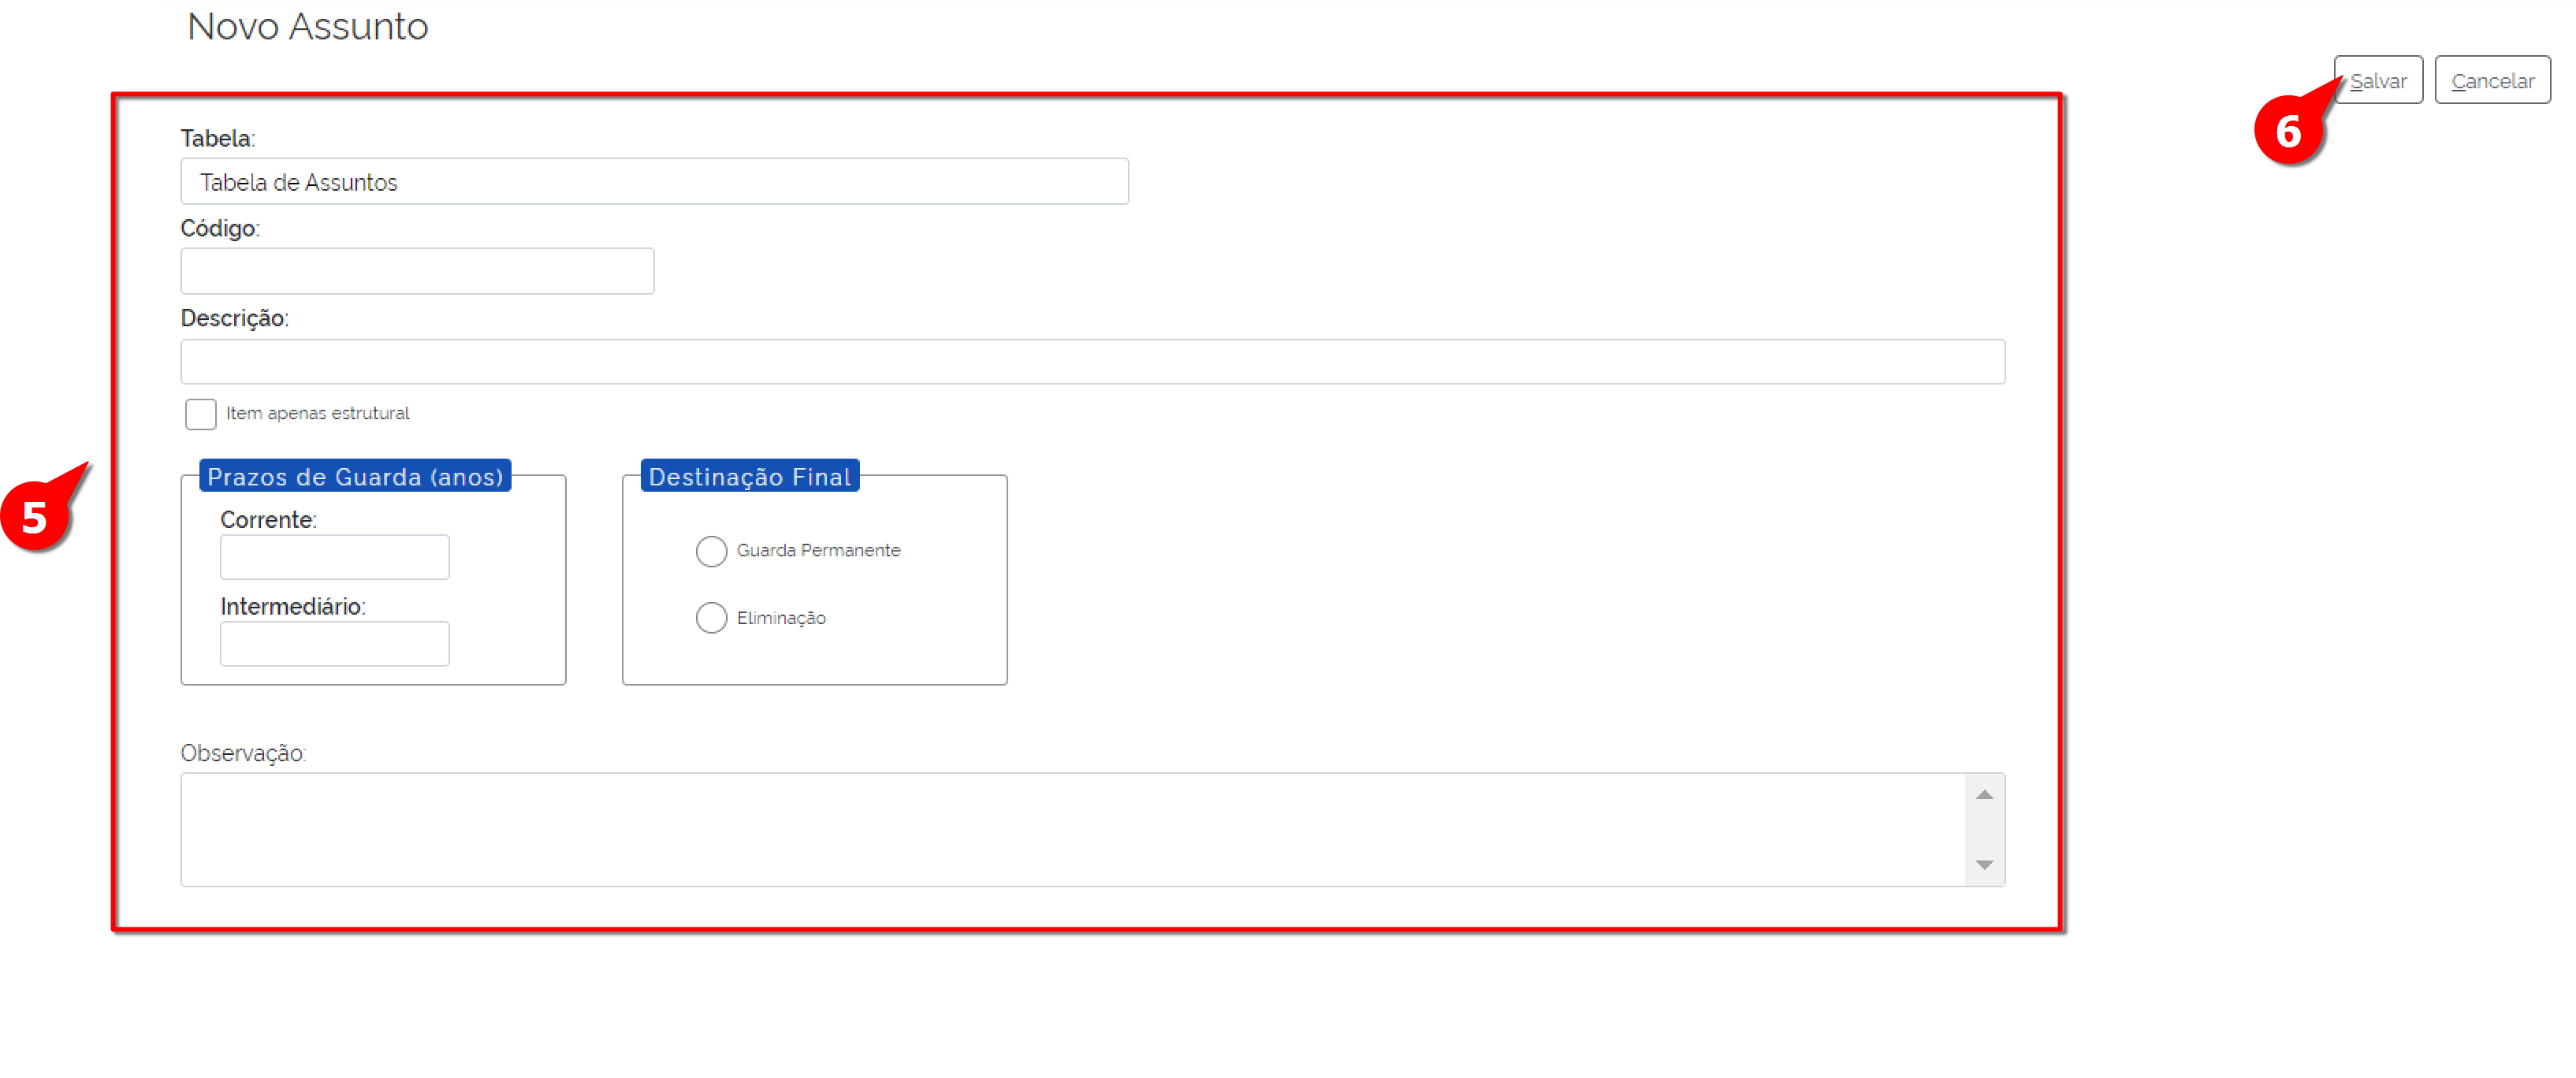 Novo Assunto
Salvar
Cancelar
6
Tabela:
Tabela de Assuntos
Código:
Descrição:
Item apenas estrutural
5
Prazos de Guarda (anos)
Corrente:
Intermediário:
Destinação Final
Guarda Permanente
Eliminação
Observação: